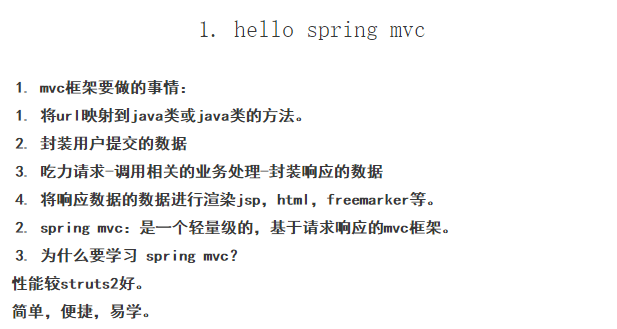 1. hello spring mvc
1. mvc框架要做的事情：
1. 将url映射到java类或java类的方法。
2. 封装用户提交的数据
3. 吃力请求-调用相关的业务处理-封装响应的数据
4. 将响应数据的数据进行渲染jsp，html，freemarker等。
2. spring mvc：是一个轻量级的，基于请求响应的mvc框架。
3. 为什么要学习 spring mvc？
性能较struts2好。
简单，便捷，易学。